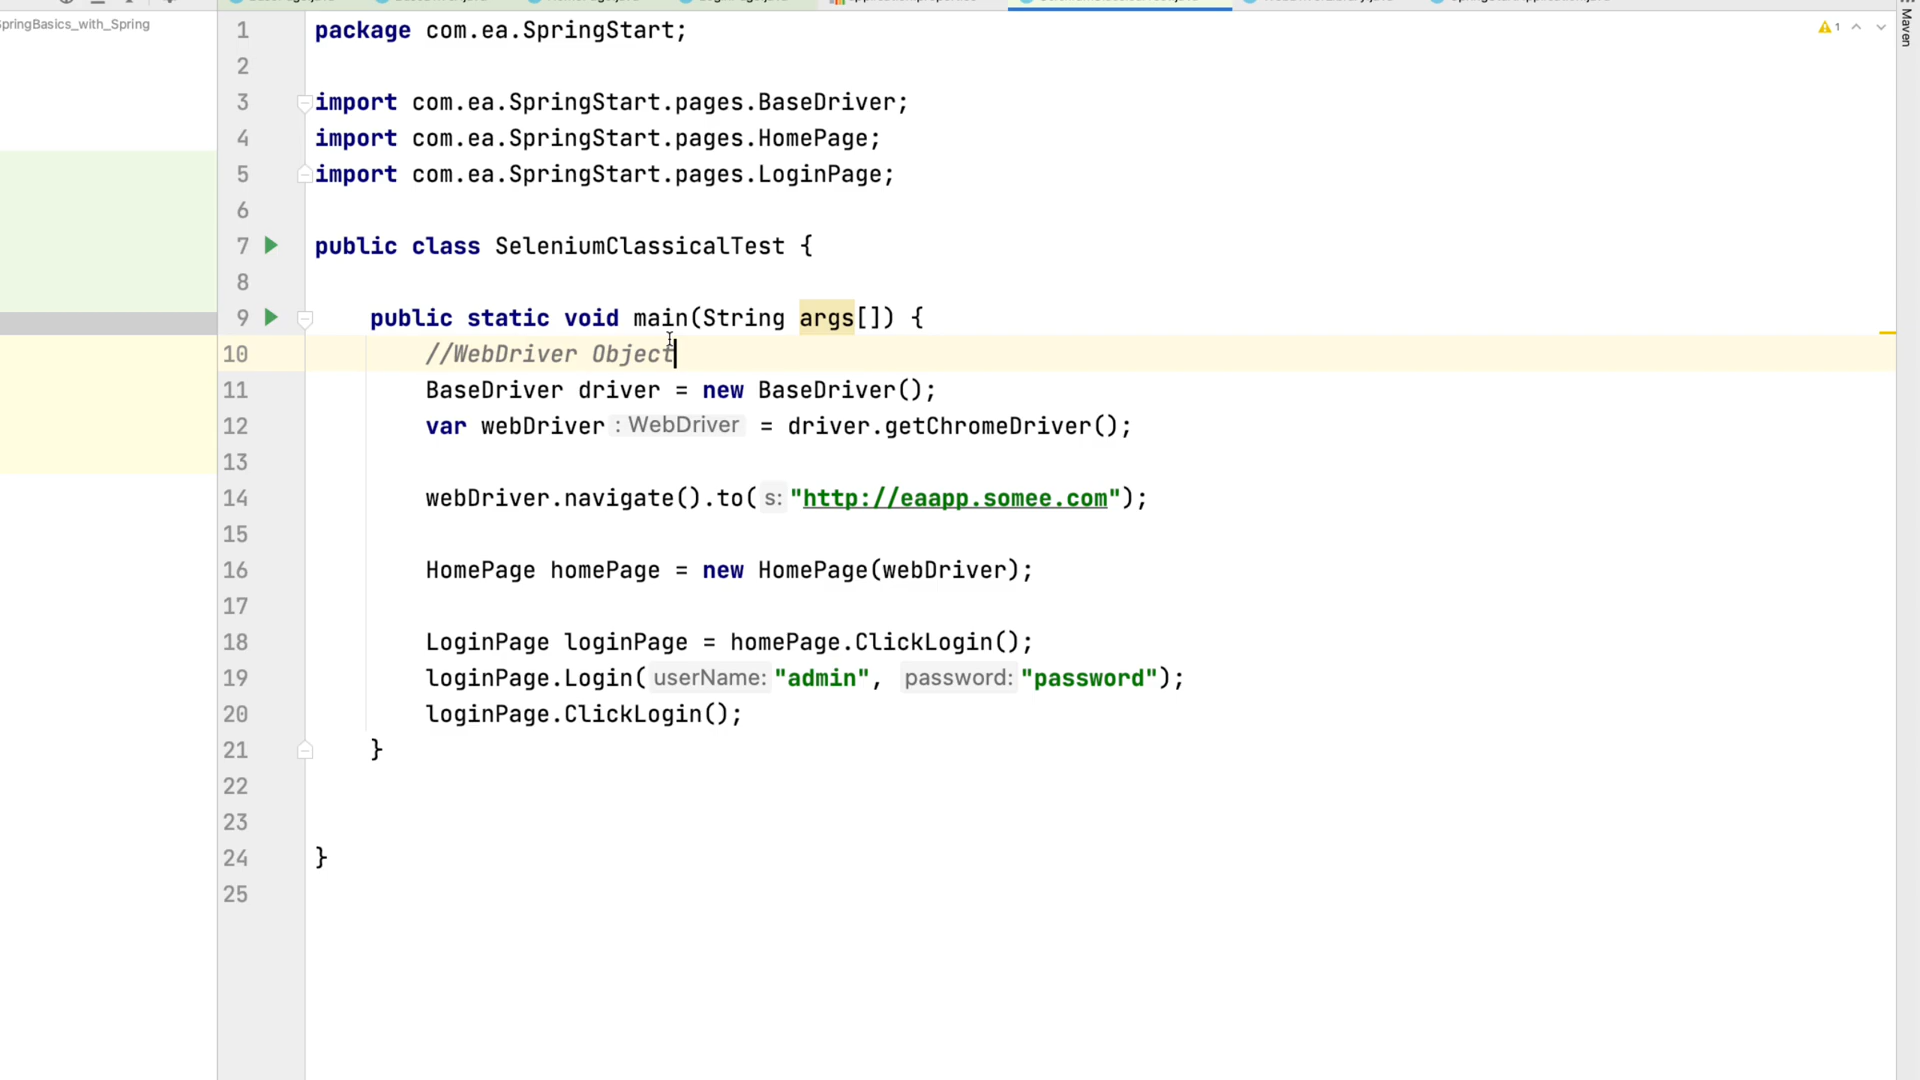 pringBasics_with_Spring
Maven
1
1 package com.ea.SpringStart;
2
3 import com.ea.SpringStart.pages.BaseDriver;
4 import com.ea.SpringStart.pages.HomePage;
5 import com.ea.SpringStart.pages.LoginPage;
6
7 public class SeleniumClassicalTest {
8
9 public static void main(String args[]) {
10 //WebDriver Object
11 BaseDriver driver = new BaseDriver();
12 var webDriver : WebDriver = driver.getChromeDriver();
13
14 webDriver.navigate().to( s: "http://eaapp.somee.com");
15
16 HomePage homePage = new HomePage(webDriver);
17
18 LoginPage loginPage = homePage.ClickLogin();
19 loginPage.Login( userName: "admin", password: "password");
20 loginPage.ClickLogin();
21 }
22
23
24 }
25